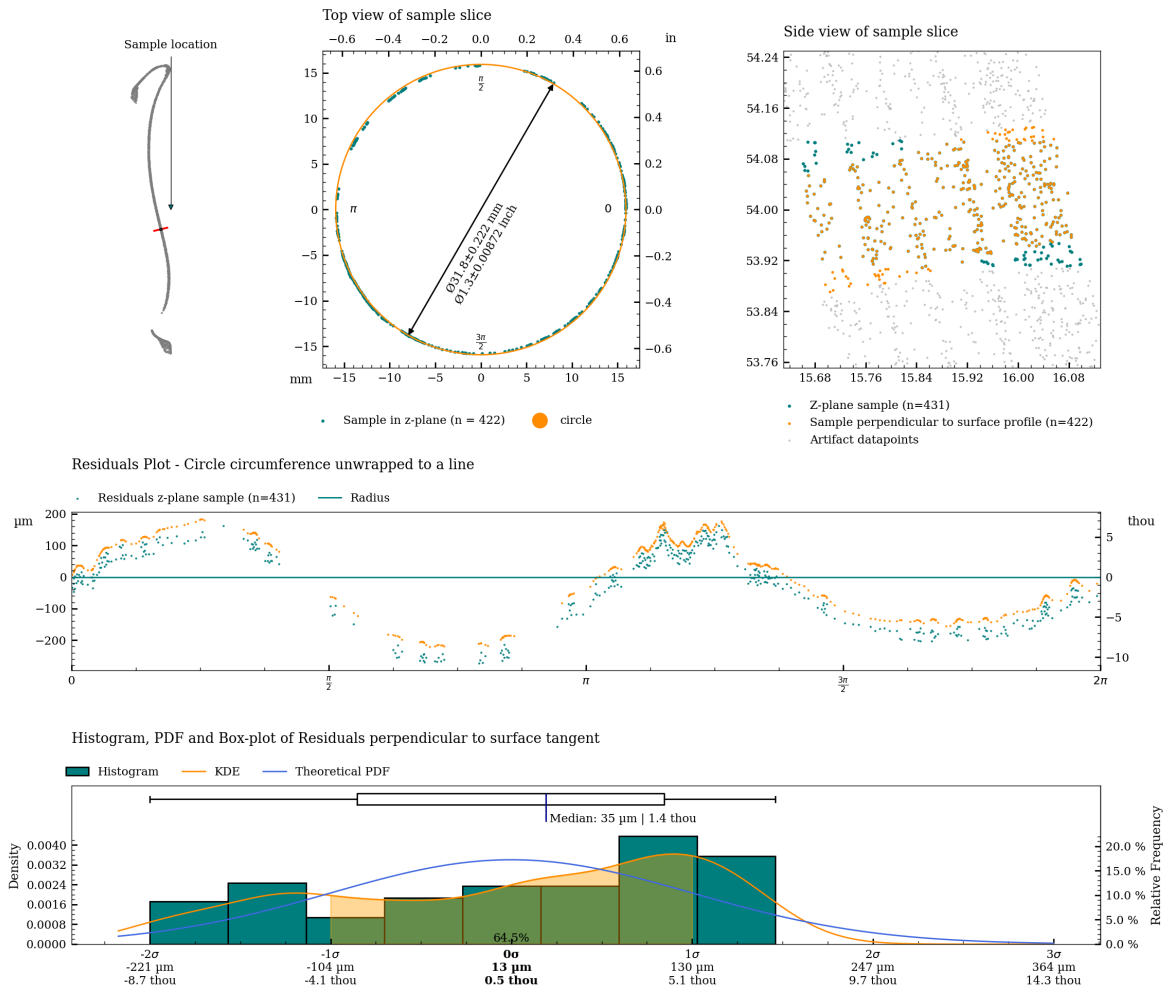 Sample location
Top view of sample slice
−0.6 −0.4 −0.2 0.0 0.2 0.4 0.6 in
15
10
5
0
−5
−10
−15
0.6
0.4
0.2
0.0
−0.2
−0.4
−0.6
π/2
π
0
3π/2
Ø31.8±0.222 mm
Ø1.3±0.00872 inch
mm −15 −10 −5 0 5 10 15
Sample in z-plane (n = 422)
circle
Side view of sample slice
54.24
54.16
54.08
54.00
53.92
53.84
53.76
15.68 15.76 15.84 15.92 16.00 16.08
Z-plane sample (n=431)
Sample perpendicular to surface profile (n=422)
Artifact datapoints
Residuals Plot - Circle circumference unwrapped to a line
Residuals z-plane sample (n=431)
Radius
µm
200
100
0
−100
−200
thou
5
0
−5
−10
0 π/2 π 3π/2 2π
Histogram, PDF and Box-plot of Residuals perpendicular to surface tangent
Histogram
KDE
Theoretical PDF
Median: 35 µm | 1.4 thou
Density
0.0040
0.0032
0.0024
0.0016
0.0008
0.0000
20.0 %
15.0 %
10.0 %
5.0 %
0.0 %
Relative Frequency
64.5%
-2σ -1σ 0σ 1σ 2σ 3σ
-221 µm -104 µm 13 µm 130 µm 247 µm 364 µm
-8.7 thou -4.1 thou 0.5 thou 5.1 thou 9.7 thou 14.3 thou